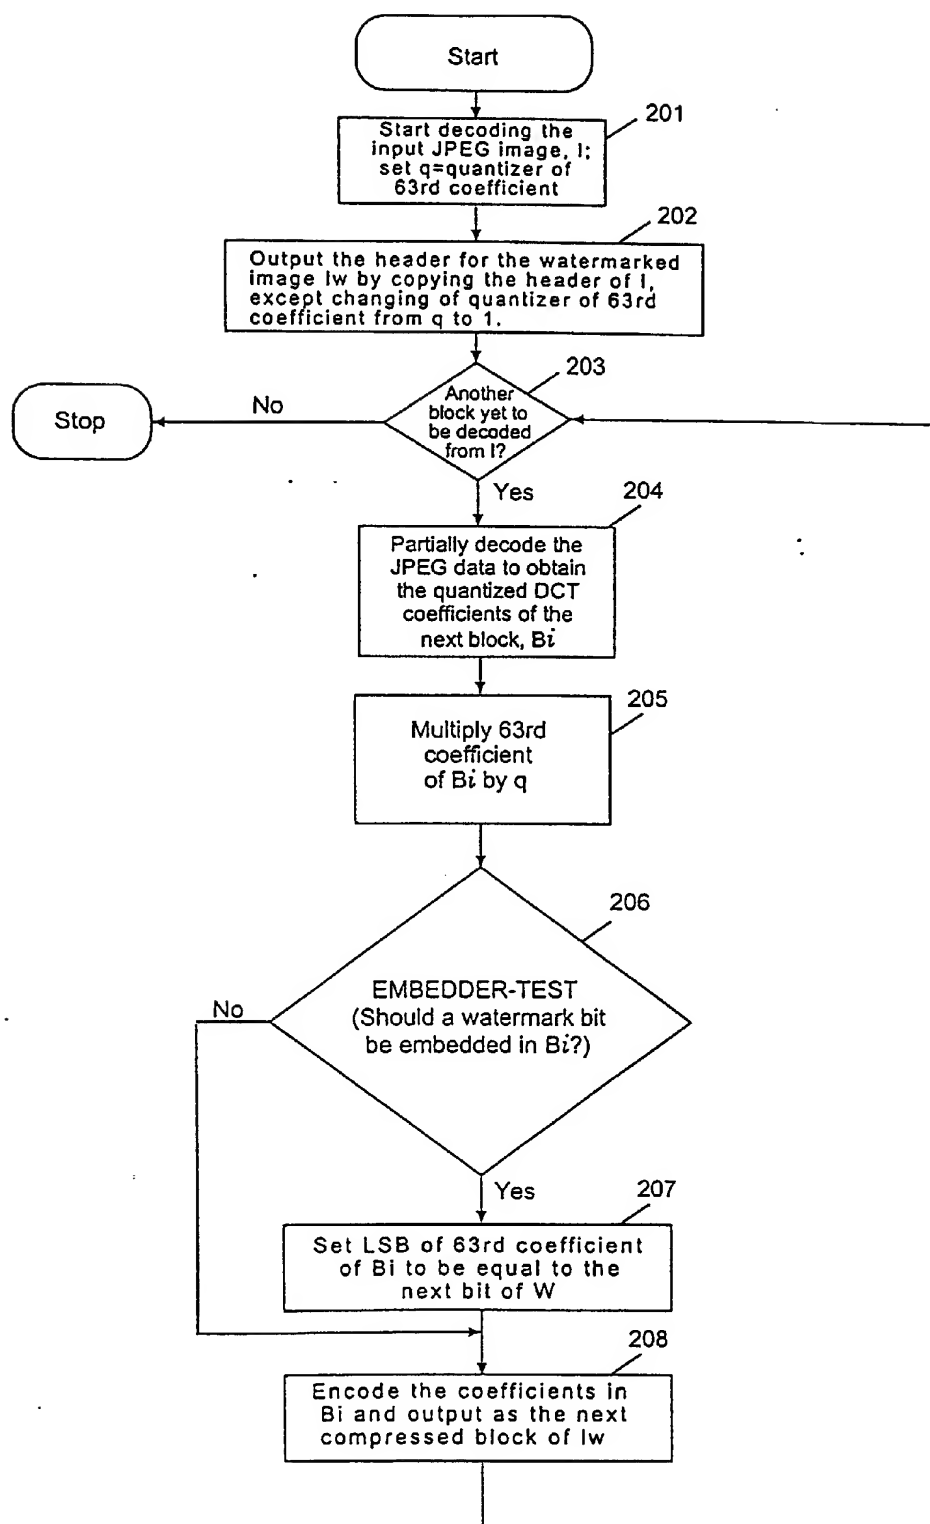 Start
201
Start decoding the
input JPEG image, I;
set q=quantizer of
63rd coefficient
202
Output the header for the watermarked
image Iw by copying the header of I,
except changing of quantizer of 63rd
coefficient from q to 1.
203
Another
block yet to
be decoded
from I?
No
Stop
Yes
204
Partially decode the
JPEG data to obtain
the quantized DCT
coefficients of the
next block, Bi
205
Multiply 63rd
coefficient
of Bi by q
206
EMBEDDER-TEST
(Should a watermark bit
be embedded in Bi?)
No
Yes
207
Set LSB of 63rd coefficient
of Bi to be equal to the
next bit of W
208
Encode the coefficients in
Bi and output as the next
compressed block of Iw